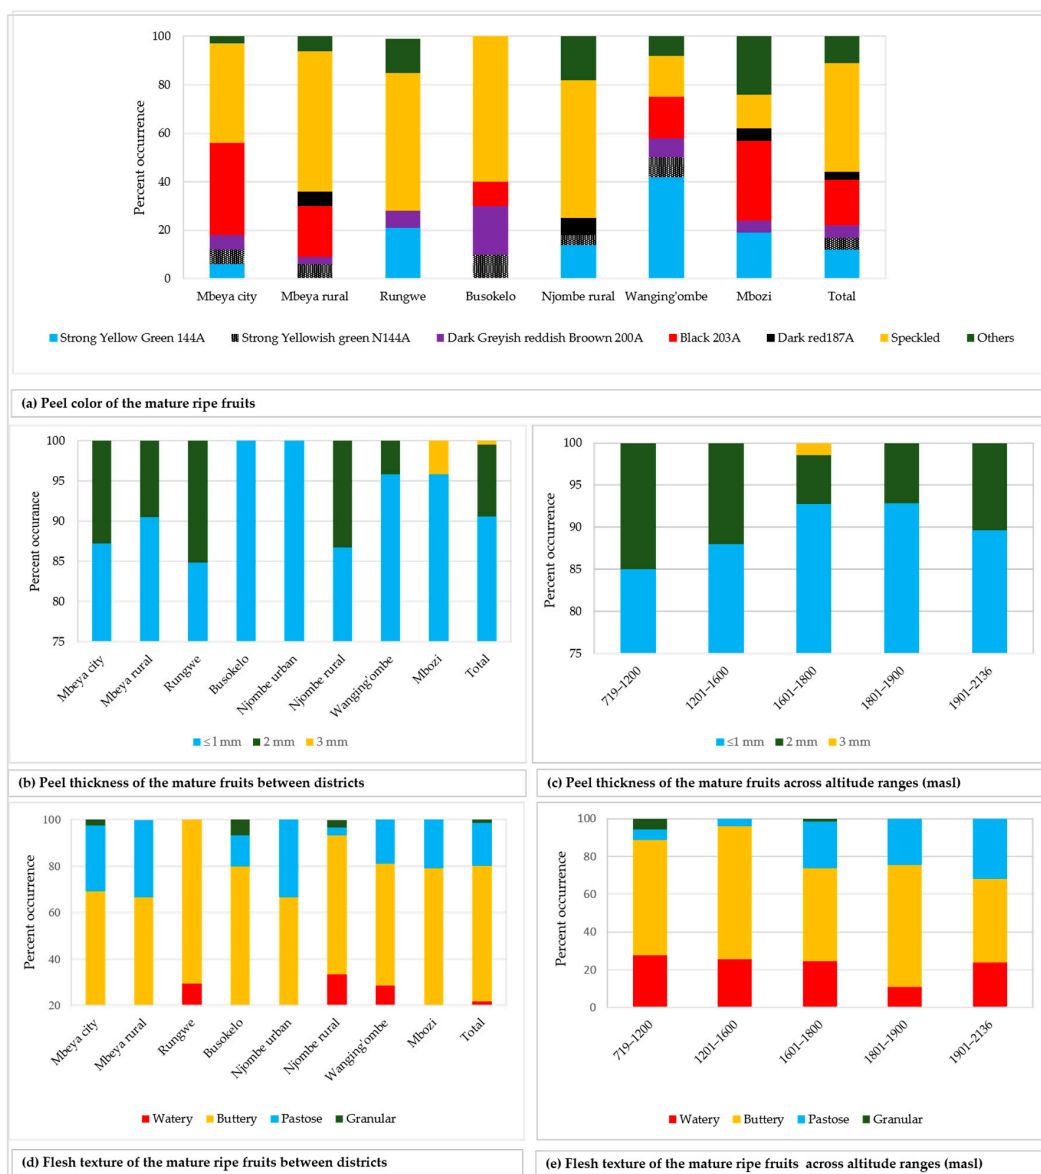 100
80
60
40
20
0
Percent occurrence
Mbeya city
Mbeya rural
Rungwe
Busokelo
Njombe rural
Wanging'ombe
Mbozi
Total
Strong Yellow Green 144A
Strong Yellowish green N144A
Dark Greyish reddish Broown 200A
Black 203A
Dark red187A
Speckled
Others
(a) Peel color of the mature ripe fruits
100
95
90
85
80
75
Percent occurance
Mbeya city
Mbeya rural
Rungwe
Busokelo
Njombe urban
Njombe rural
Wanging'ombe
Mbozi
Total
≤ 1 mm
2 mm
3 mm
(b) Peel thickness of the mature fruits between districts
100
95
90
85
80
75
Percent occurrence
719–1200
1201–1600
1601–1800
1801–1900
1901–2136
≤1 mm
2 mm
3 mm
(c) Peel thickness of the mature fruits across altitude ranges (masl)
100
80
60
40
20
Percent occurrence
Mbeya city
Mbeya rural
Rungwe
Busokelo
Njombe urban
Njombe rural
Wanging'ombe
Mbozi
Total
Watery
Buttery
Pastose
Granular
(d) Flesh texture of the mature ripe fruits between districts
100
80
60
40
20
0
Percent occurrence
719–1200
1201–1600
1601–1800
1801–1900
1901–2136
Watery
Buttery
Pastose
Granular
(e) Flesh texture of the mature ripe fruits across altitude ranges (masl)